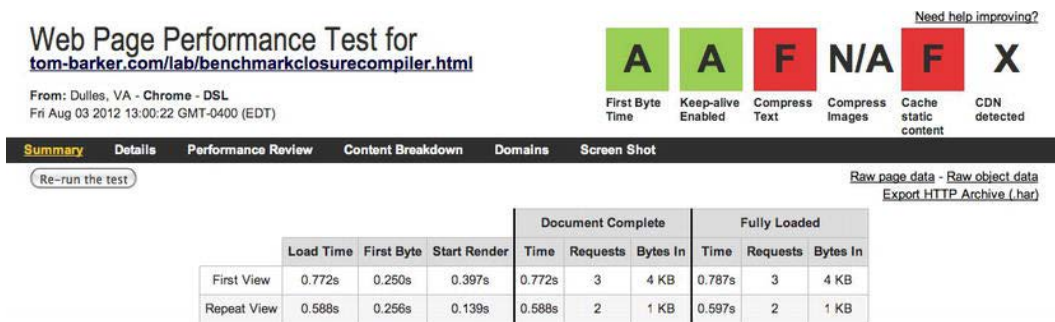 Need help improving?
Web Page Performance Test for
tom-barker.com/lab/benchmarkclosurecompiler.html
From: Dulles, VA - Chrome - DSL
Fri Aug 03 2012 13:00:22 GMT-0400 (EDT)
A A F N/A F X
First Byte Time Keep-alive Enabled Compress Text Compress Images Cache static content CDN detected
Summary Details Performance Review Content Breakdown Domains Screen Shot
Re-run the test
Raw page data - Raw object data
Export HTTP Archive (.har)
Document Complete Fully Loaded
Load Time First Byte Start Render Time Requests Bytes In Time Requests Bytes In
First View 0.772s 0.250s 0.397s 0.772s 3 4 KB 0.787s 3 4 KB
Repeat View 0.588s 0.256s 0.139s 0.588s 2 1 KB 0.597s 2 1 KB